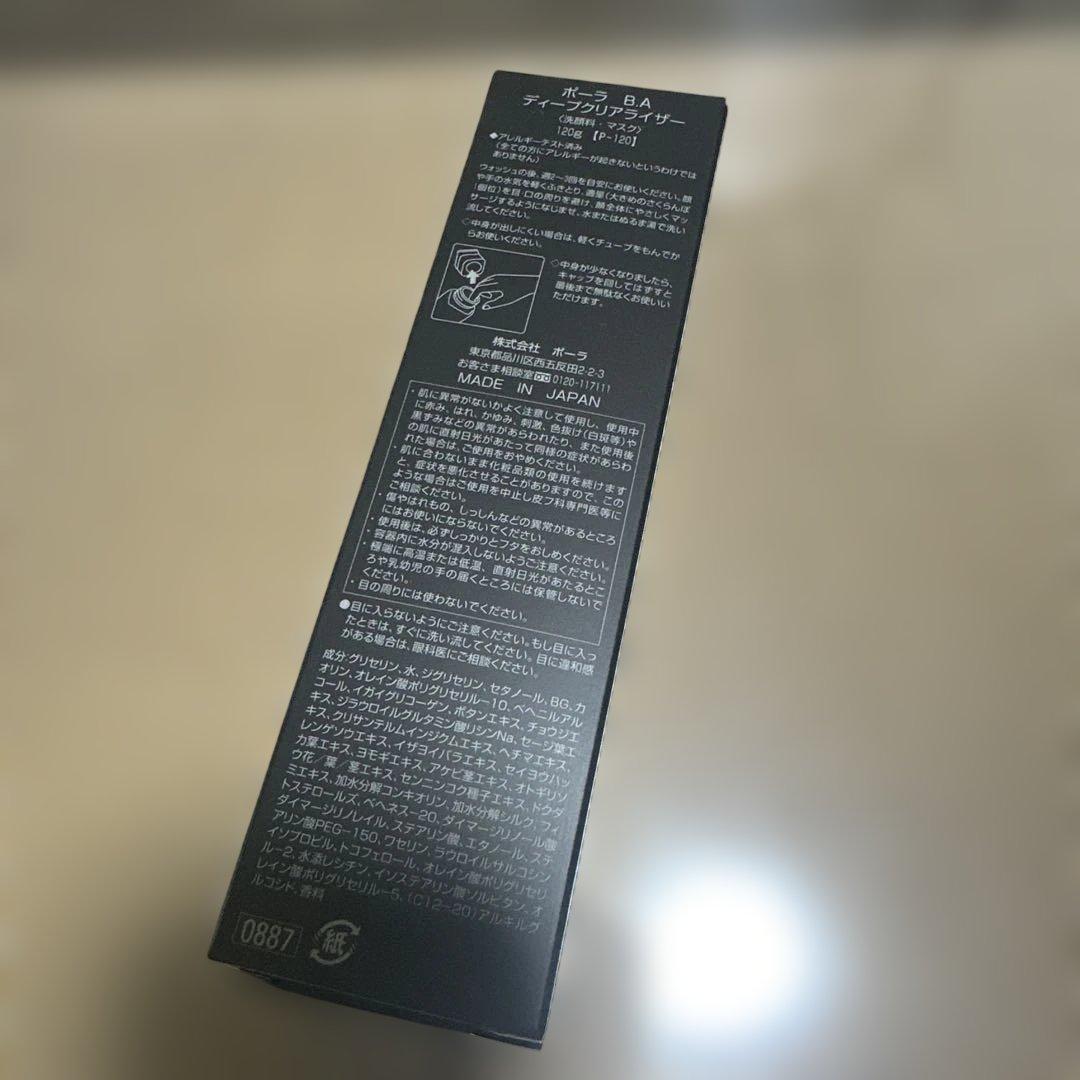 ポーラ B.A
ディープクリアライザー
〈洗顔料・マスク〉
120g 【P-120】
◆アレルギーテスト済み
(全ての方にアレルギーが起きないというわけでは
ありません)
ウォッシュの後、週2～3回を目安にお使いください。顔
や手の水気を軽くふきとり、適量(大きめのさくらんぼ
1個位)を目・口の周りを避け、顔全体にやさしくマッ
サージするようになじませ、水またはぬるま湯で洗い
流してください。
◇中身が出しにくい場合は、軽くチューブをもんでか
らお使いください。
◇中身が少なくなりましたら、
キャップを回してはずすと
最後まで無駄なくお使いい
ただけます。
株式会社 ポーラ
東京都品川区西五反田2-2-3
お客さま相談室 0120-117111
MADE IN JAPAN
・肌に異常がないかよく注意して使用し、使用中
に赤み、はれ、かゆみ、刺激、色抜け(白斑等)や
黒ずみなどの異常があらわれたり、また使用後
の肌に直射日光があたって同様の症状があらわ
れた場合は、ご使用をおやめください。
・肌に合わないまま化粧品類の使用を続けます
と、症状を悪化させることがありますので、この
ような場合はご使用を中止し皮フ科専門医等に
ご相談ください。
・傷やはれもの、しっしんなどの異常があるところ
にはお使いにならないでください。
・使用後は、必ずしっかりとフタをおしめください。
・容器内に水分が混入しないようご注意ください。
・極端に高温または低温、直射日光があたるとこ
ろや乳幼児の手の届くところには保管しないで
ください。
・目の周りには使わないでください。
●目に入らないようにご注意ください。もし目に入っ
たときは、すぐに洗い流してください。目に違和感
がある場合は、眼科医にご相談ください。
成分:グリセリン、水、ジグリセリン、セタノール、BG、カ
オリン、オレイン酸ポリグリセリル-10、ベヘニルアル
コール、イガイグリコーゲン、ボタンエキス、チョウジエ
キス、ジラウロイルグルタミン酸リシンNa、セージ葉エ
キス、クリサンテルムインジクムエキス、ヘチマエキス、
レンゲソウエキス、イザヨイバラエキス、セイヨウハッ
カ葉エキス、ヨモギエキス、アケビ茎エキス、オトギリソ
ウ花/葉/茎エキス、センニンコク種子エキス、ドクダ
ミエキス、加水分解コンキオリン、加水分解シルク、フィ
トステロールズ、ベヘネス-20、ダイマージリノール酸
ダイマージリノレイル、ステアリン酸、エタノール、ステ
アリン酸PEG-150、ワセリン、ラウロイルサルコシン
イソプロピル、トコフェロール、オレイン酸ポリグリセリ
ル-2、水添レシチン、イソステアリン酸ソルビタン、オ
レイン酸ポリグリセリル-5、(C12-20)アルキルグ
ルコシド、香料
0887 紙